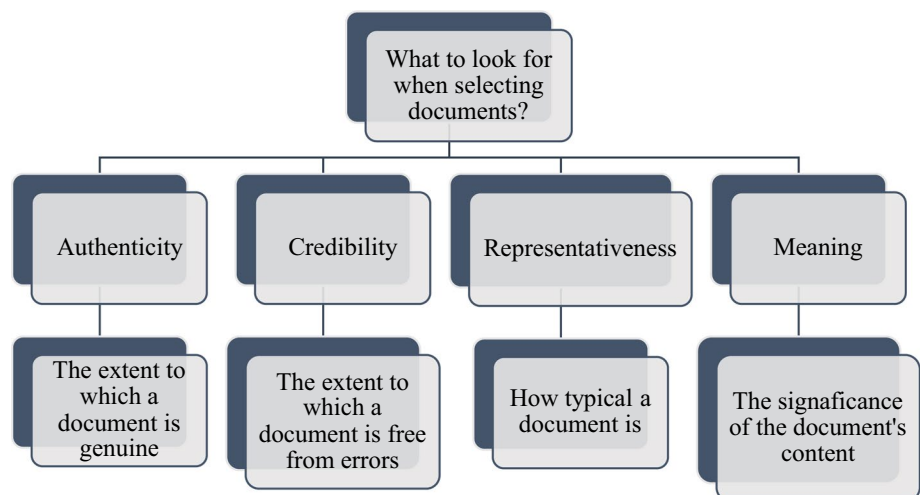 What to look for
when selecting
documents?
Authenticity
Credibility
Representativeness
Meaning
The extent to
which a
document is
genuine
The extent to
which a
document is free
from errors
How typical a
document is
The signaficance
of the document's
content